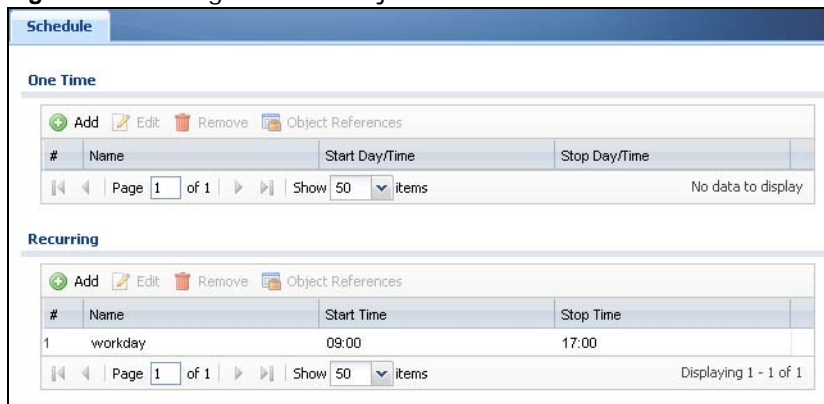 Schedule
One Time
Add Edit Remove Object References
# Name Start Day/Time Stop Day/Time
Page 1 of 1 Show 50 items No data to display
Recurring
Add Edit Remove Object References
# Name Start Time Stop Time
1 workday 09:00 17:00
Page 1 of 1 Show 50 items Displaying 1 - 1 of 1